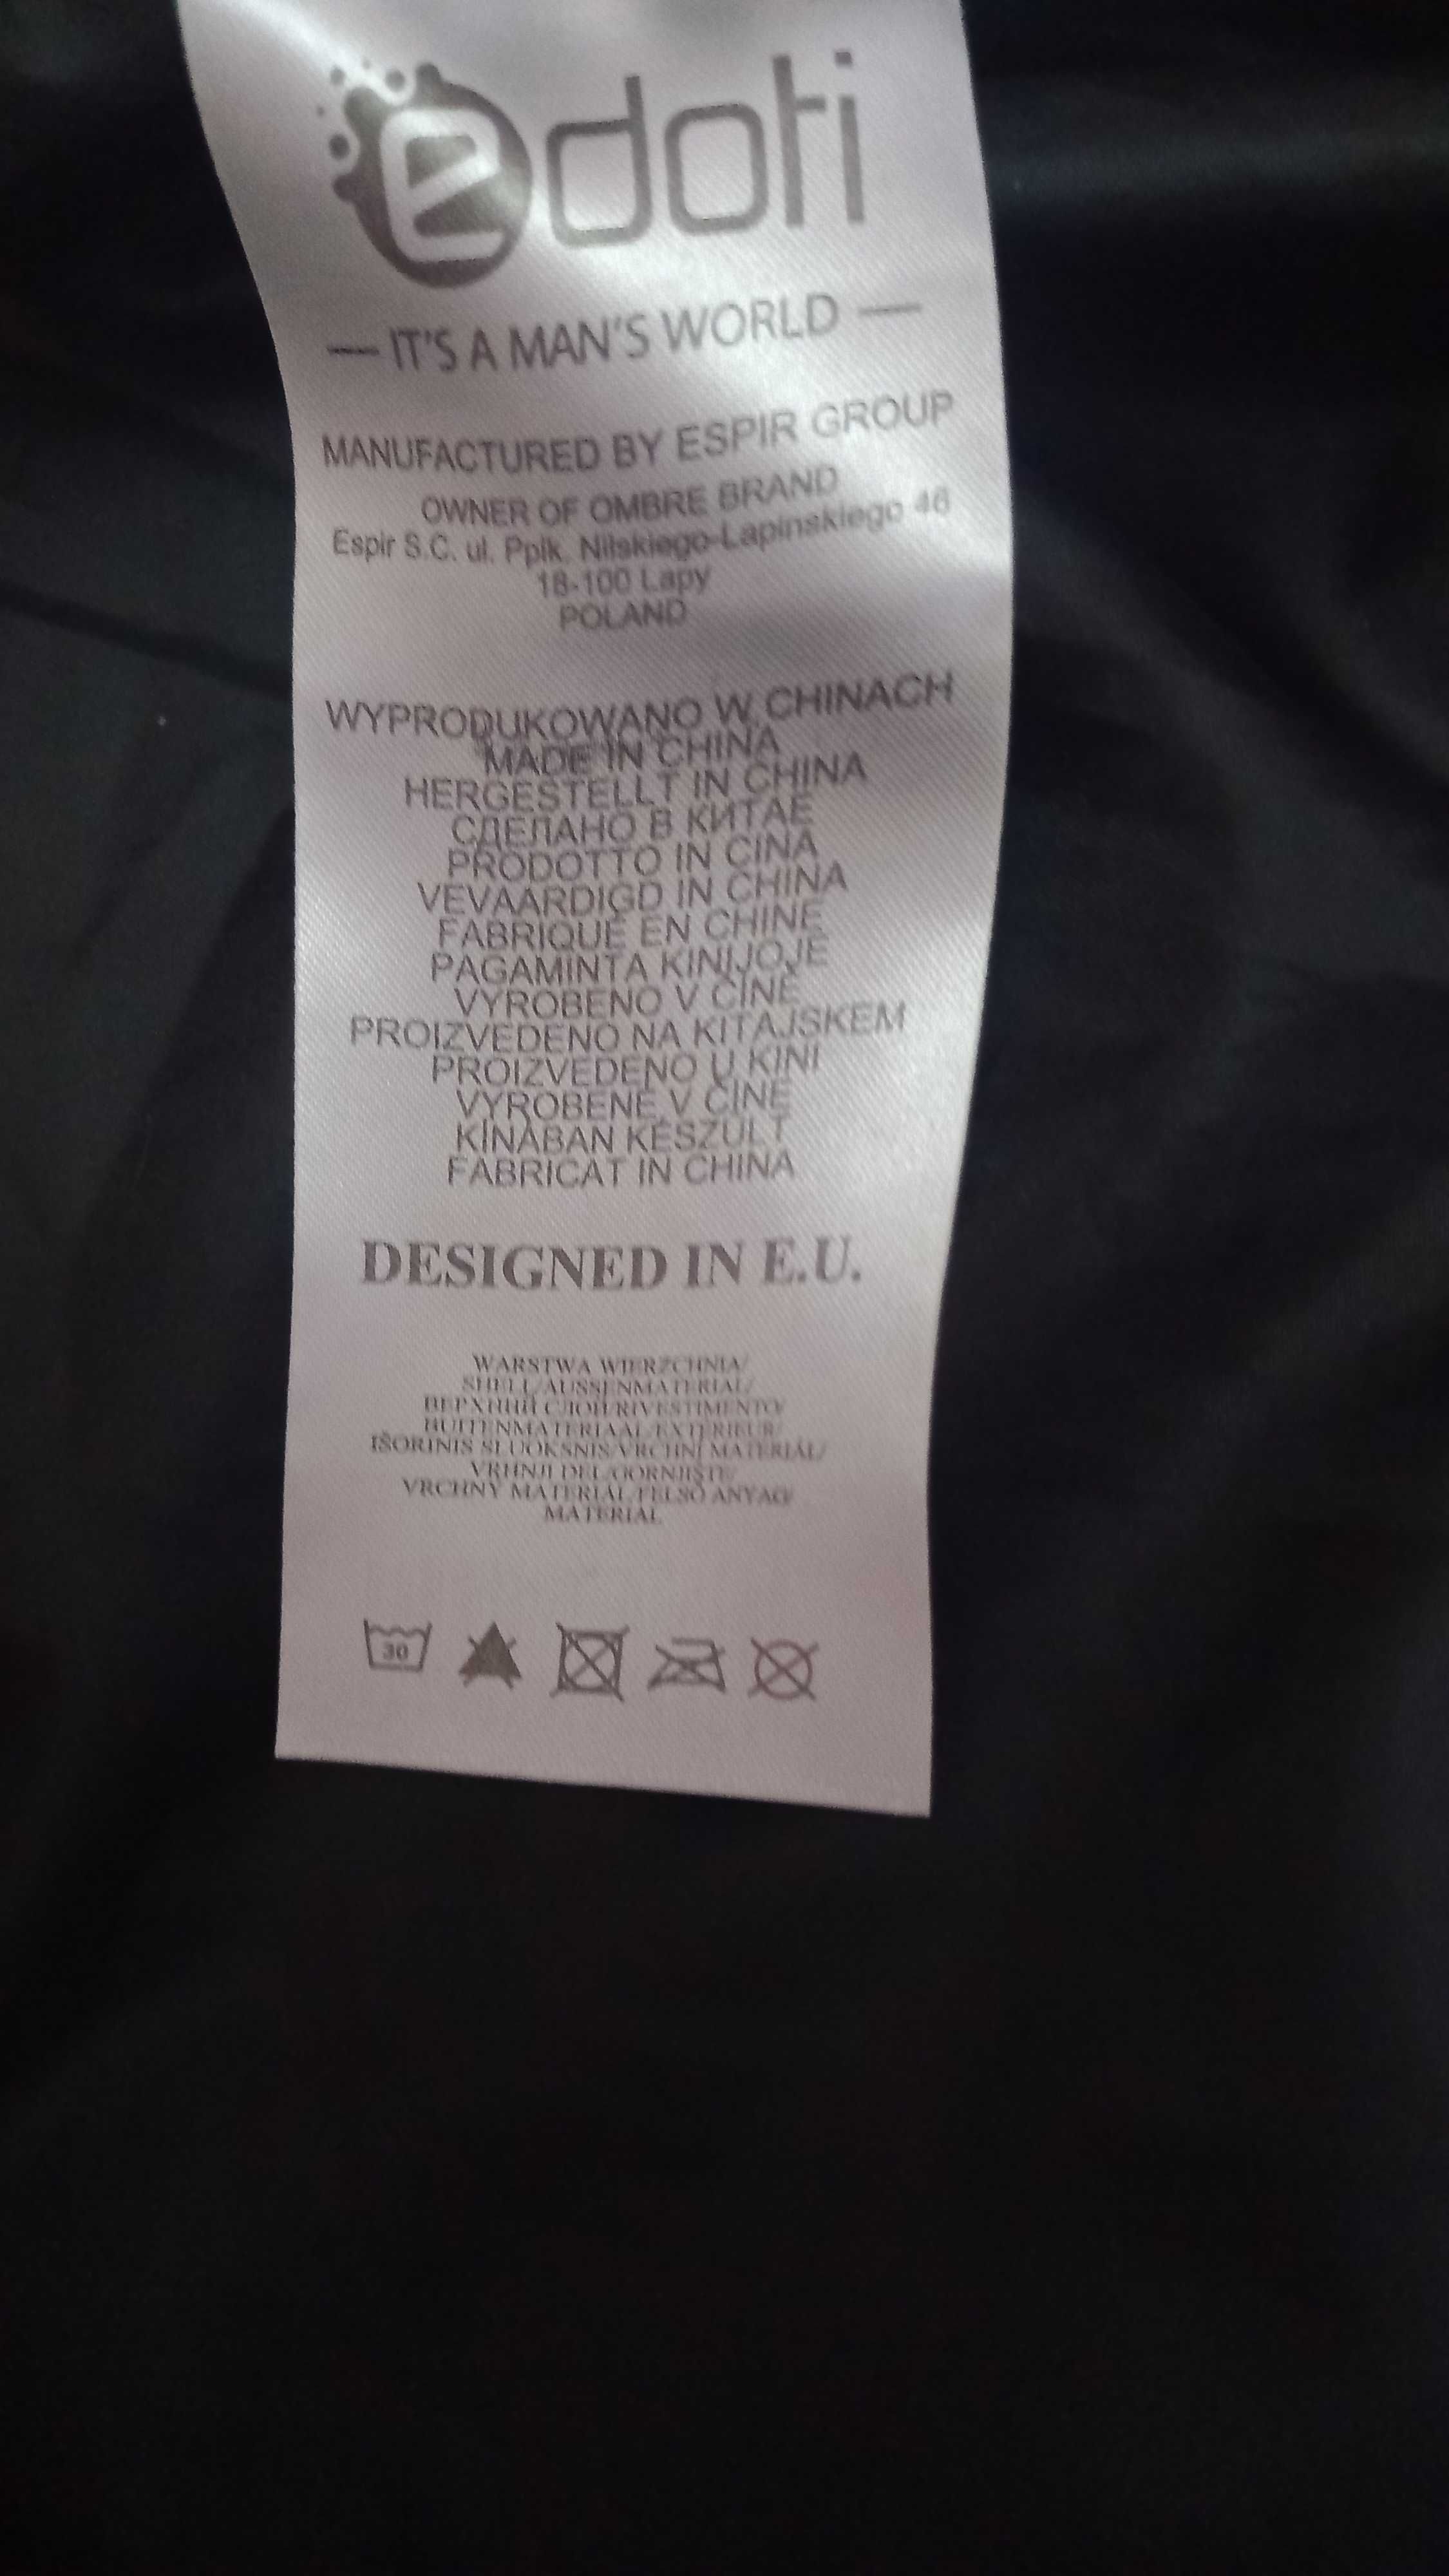 edoti
— IT'S A MAN'S WORLD —
MANUFACTURED BY ESPIR GROUP
OWNER OF OMBRE BRAND
Espir S.C. ul. Pplk. Nilskiego-Lapinskiego 46
18-100 Lapy
POLAND
WYPRODUKOWANO W CHINACH
MADE IN CHINA
HERGESTELLT IN CHINA
СДЕЛАНО В КИТАЕ
PRODOTTO IN CINA
VEVAARDIGD IN CHINA
FABRIQUÉ EN CHINE
PAGAMINTA KINIJOJE
VYROBENO V ČÍNĚ
PROIZVEDENO NA KITAJSKEM
PROIZVEDENO U KINI
VYROBENÉ V ČÍNE
KÍNÁBAN KÉSZÜLT
FABRICAT IN CHINA
DESIGNED IN E.U.
WARSTWA WIERZCHNIA/
SHELL/AUSSENMATERIAL/
ВЕРХНИЙ СЛОЙ/RIVESTIMENTO/
BUITENMATERIAAL/EXTÉRIEUR/
IŠORINIS SLUOKSNIS/VRCHNÍ MATERIÁL/
VRHNJI DEL/GORNJIŠTE/
VRCHNÝ MATERIÁL/FELSŐ ANYAG/
MATERIAL
30